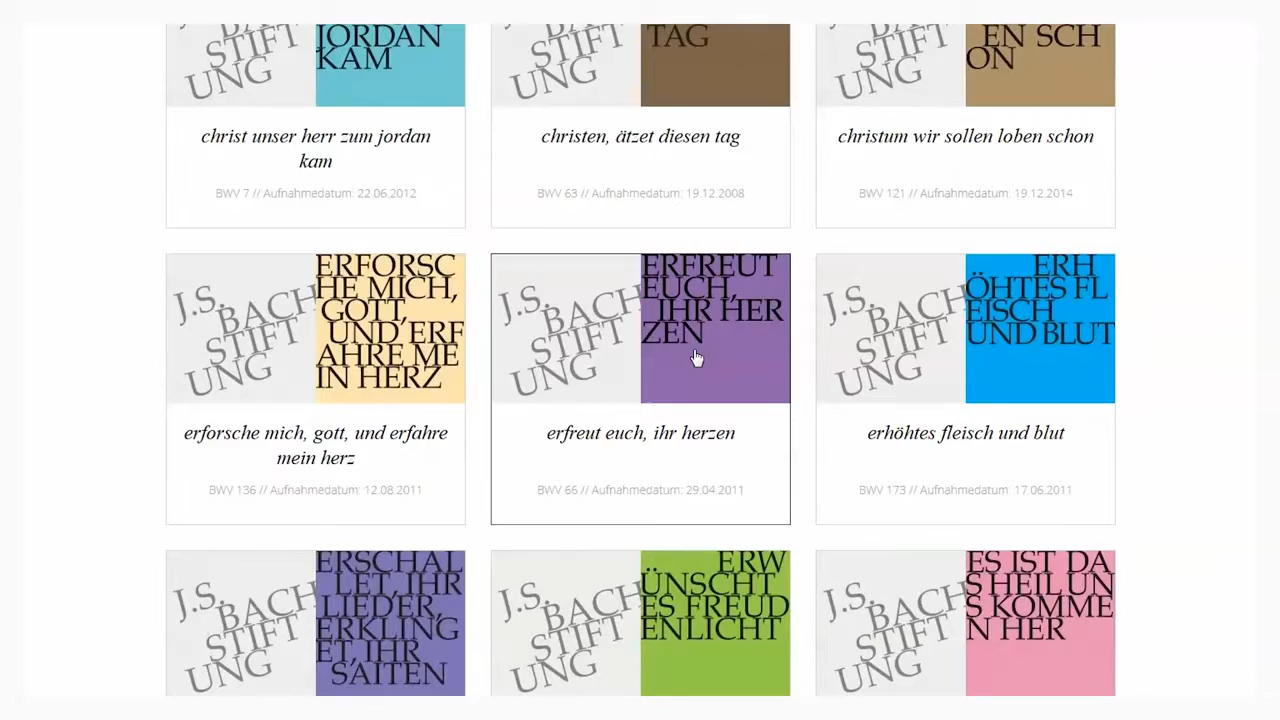 STIFT
UNG
JORDAN
KAM
STIFT
UNG
TAG
STIFT
UNG
EN SCH
ON
christ unser herr zum jordan
kam
BWV 7 // Aufnahmedatum: 22.06.2012
christen, ätzet diesen tag
BWV 63 // Aufnahmedatum: 19.12.2008
christum wir sollen loben schon
BWV 121 // Aufnahmedatum: 19.12.2014
J.S.
BACH
STIFT
UNG
ERFORSC
HE MICH,
GOTT,
UND ERF
AHRE ME
IN HERZ
J.S.
BACH
STIFT
UNG
ERFREUT
EUCH,
IHR HER
ZEN
J.S.
BACH
STIFT
UNG
ERH
ÖHTES FL
EISCH
UND BLUT
erforsche mich, gott, und erfahre
mein herz
BWV 136 // Aufnahmedatum: 12.08.2011
erfreut euch, ihr herzen
BWV 66 // Aufnahmedatum: 29.04.2011
erhöhtes fleisch und blut
BWV 173 // Aufnahmedatum: 17.06.2011
J.S.
BACH
STIFT
UNG
ERSCHAL
LET, IHR
LIEDER,
ERKLING
ET, IHR
SAITEN
J.S.
BACH
STIFT
UNG
ERW
ÜNSCHT
ES FREUD
ENLICHT
J.S.
BACH
STIFT
UNG
ES IST DA
S HEIL UN
S KOMME
N HER